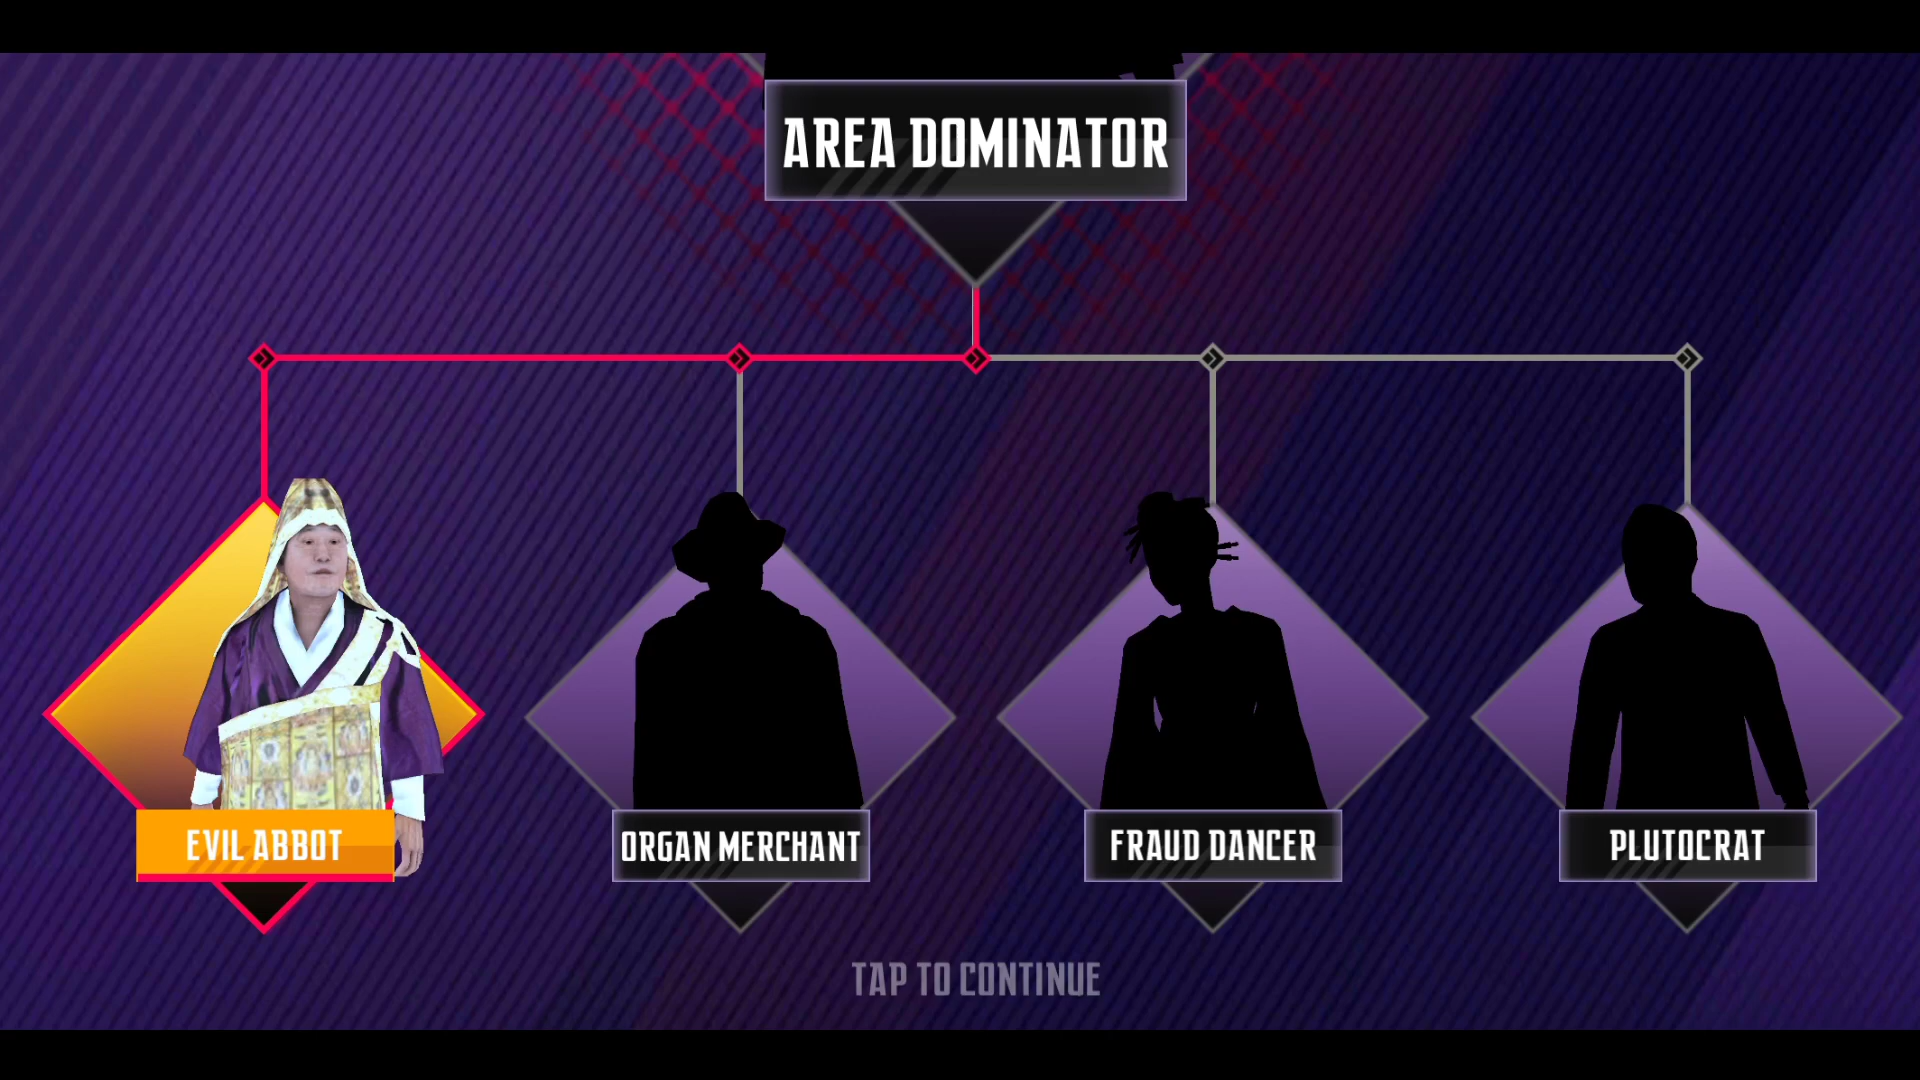 AREA DOMINATOR
EVIL ABBOT
ORGAN MERCHANT
FRAUD DANCER
PLUTOCRAT
TAP TO CONTINUE